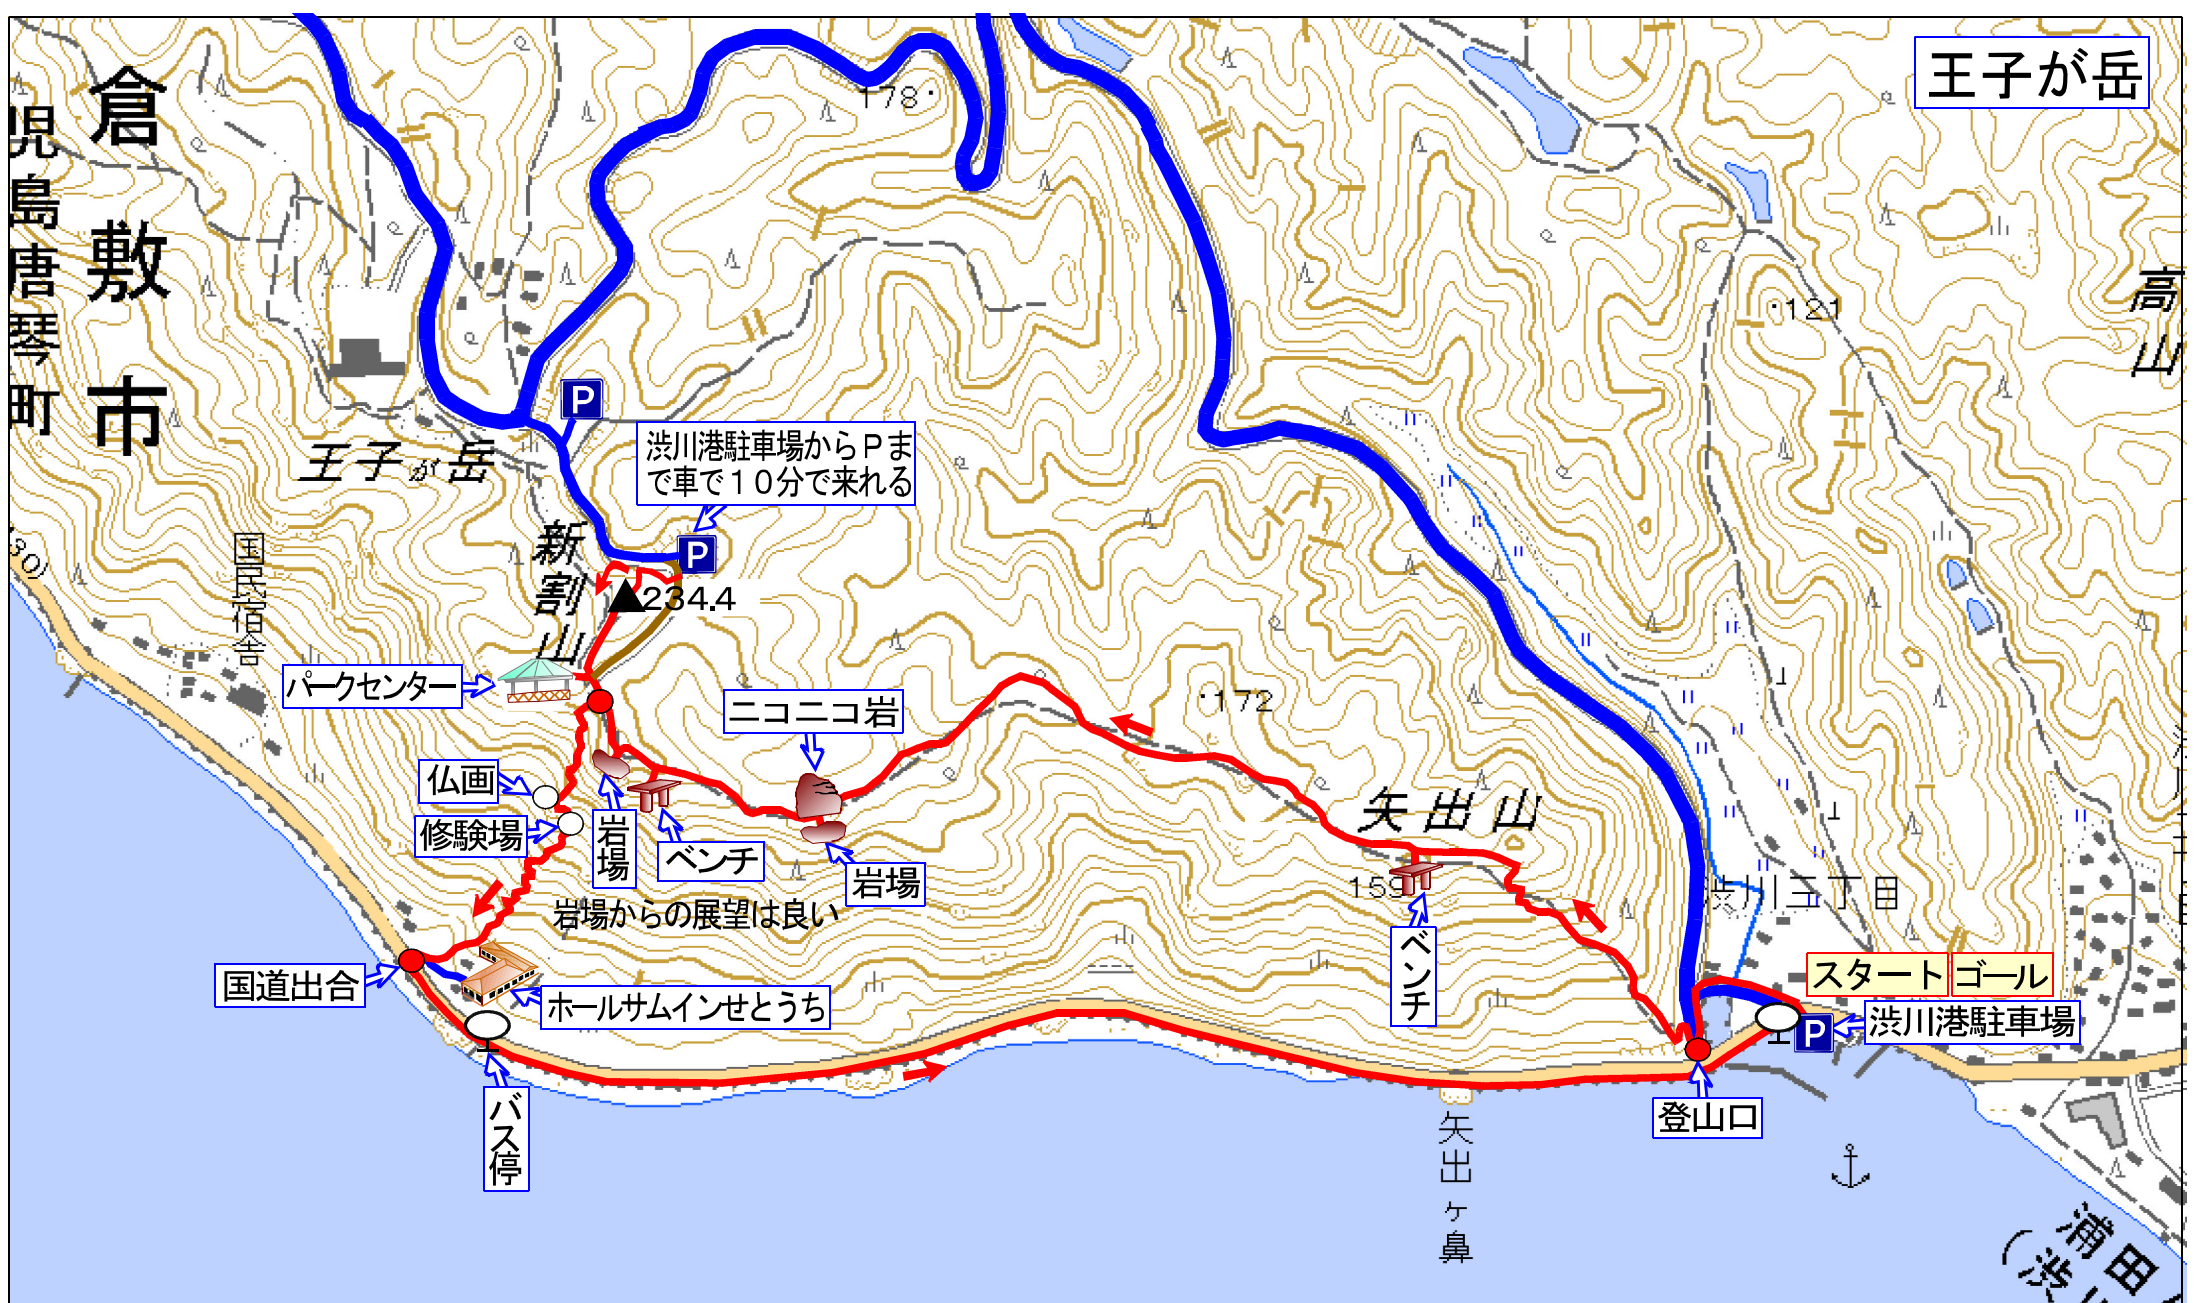 王子が岳
倉敷市
児島唐琴町
178
121
高山
P
渋川港駐車場からPま
で車で10分で来れる
王子が岳
新割山
国民宿舎
P
234.4
パークセンター
ニコニコ岩
172
仏画
修験場
岩場
ベンチ
岩場
矢出山
159
ベンチ
渋川三丁目
岩場からの展望は良い
国道出合
ホールサムインせとうち
スタート
ゴール
P
渋川港駐車場
バス停
登山口
矢出ヶ鼻
浦田